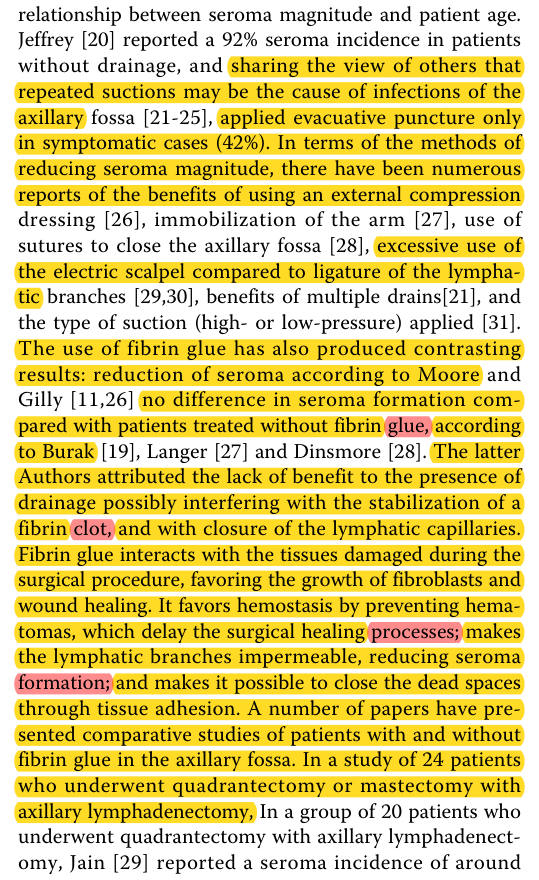 relationship between seroma magnitude and patient age.
Jeffrey [20] reported a 92% seroma incidence in patients
without drainage, and sharing the view of others that
repeated suctions may be the cause of infections of the
axillary fossa [21-25], applied evacuative puncture only
in symptomatic cases (42%). In terms of the methods of
reducing seroma magnitude, there have been numerous
reports of the benefits of using an external compression
dressing [26], immobilization of the arm [27], use of
sutures to close the axillary fossa [28], excessive use of
the electric scalpel compared to ligature of the lympha-
tic branches [29,30], benefits of multiple drains[21], and
the type of suction (high- or low-pressure) applied [31].
The use of fibrin glue has also produced contrasting
results: reduction of seroma according to Moore and
Gilly [11,26] no difference in seroma formation com-
pared with patients treated without fibrin glue, according
to Burak [19], Langer [27] and Dinsmore [28]. The latter
Authors attributed the lack of benefit to the presence of
drainage possibly interfering with the stabilization of a
fibrin clot, and with closure of the lymphatic capillaries.
Fibrin glue interacts with the tissues damaged during the
surgical procedure, favoring the growth of fibroblasts and
wound healing. It favors hemostasis by preventing hema-
tomas, which delay the surgical healing processes; makes
the lymphatic branches impermeable, reducing seroma
formation; and makes it possible to close the dead spaces
through tissue adhesion. A number of papers have pre-
sented comparative studies of patients with and without
fibrin glue in the axillary fossa. In a study of 24 patients
who underwent quadrantectomy or mastectomy with
axillary lymphadenectomy, In a group of 20 patients who
underwent quadrantectomy with axillary lymphadenect-
omy, Jain [29] reported a seroma incidence of around